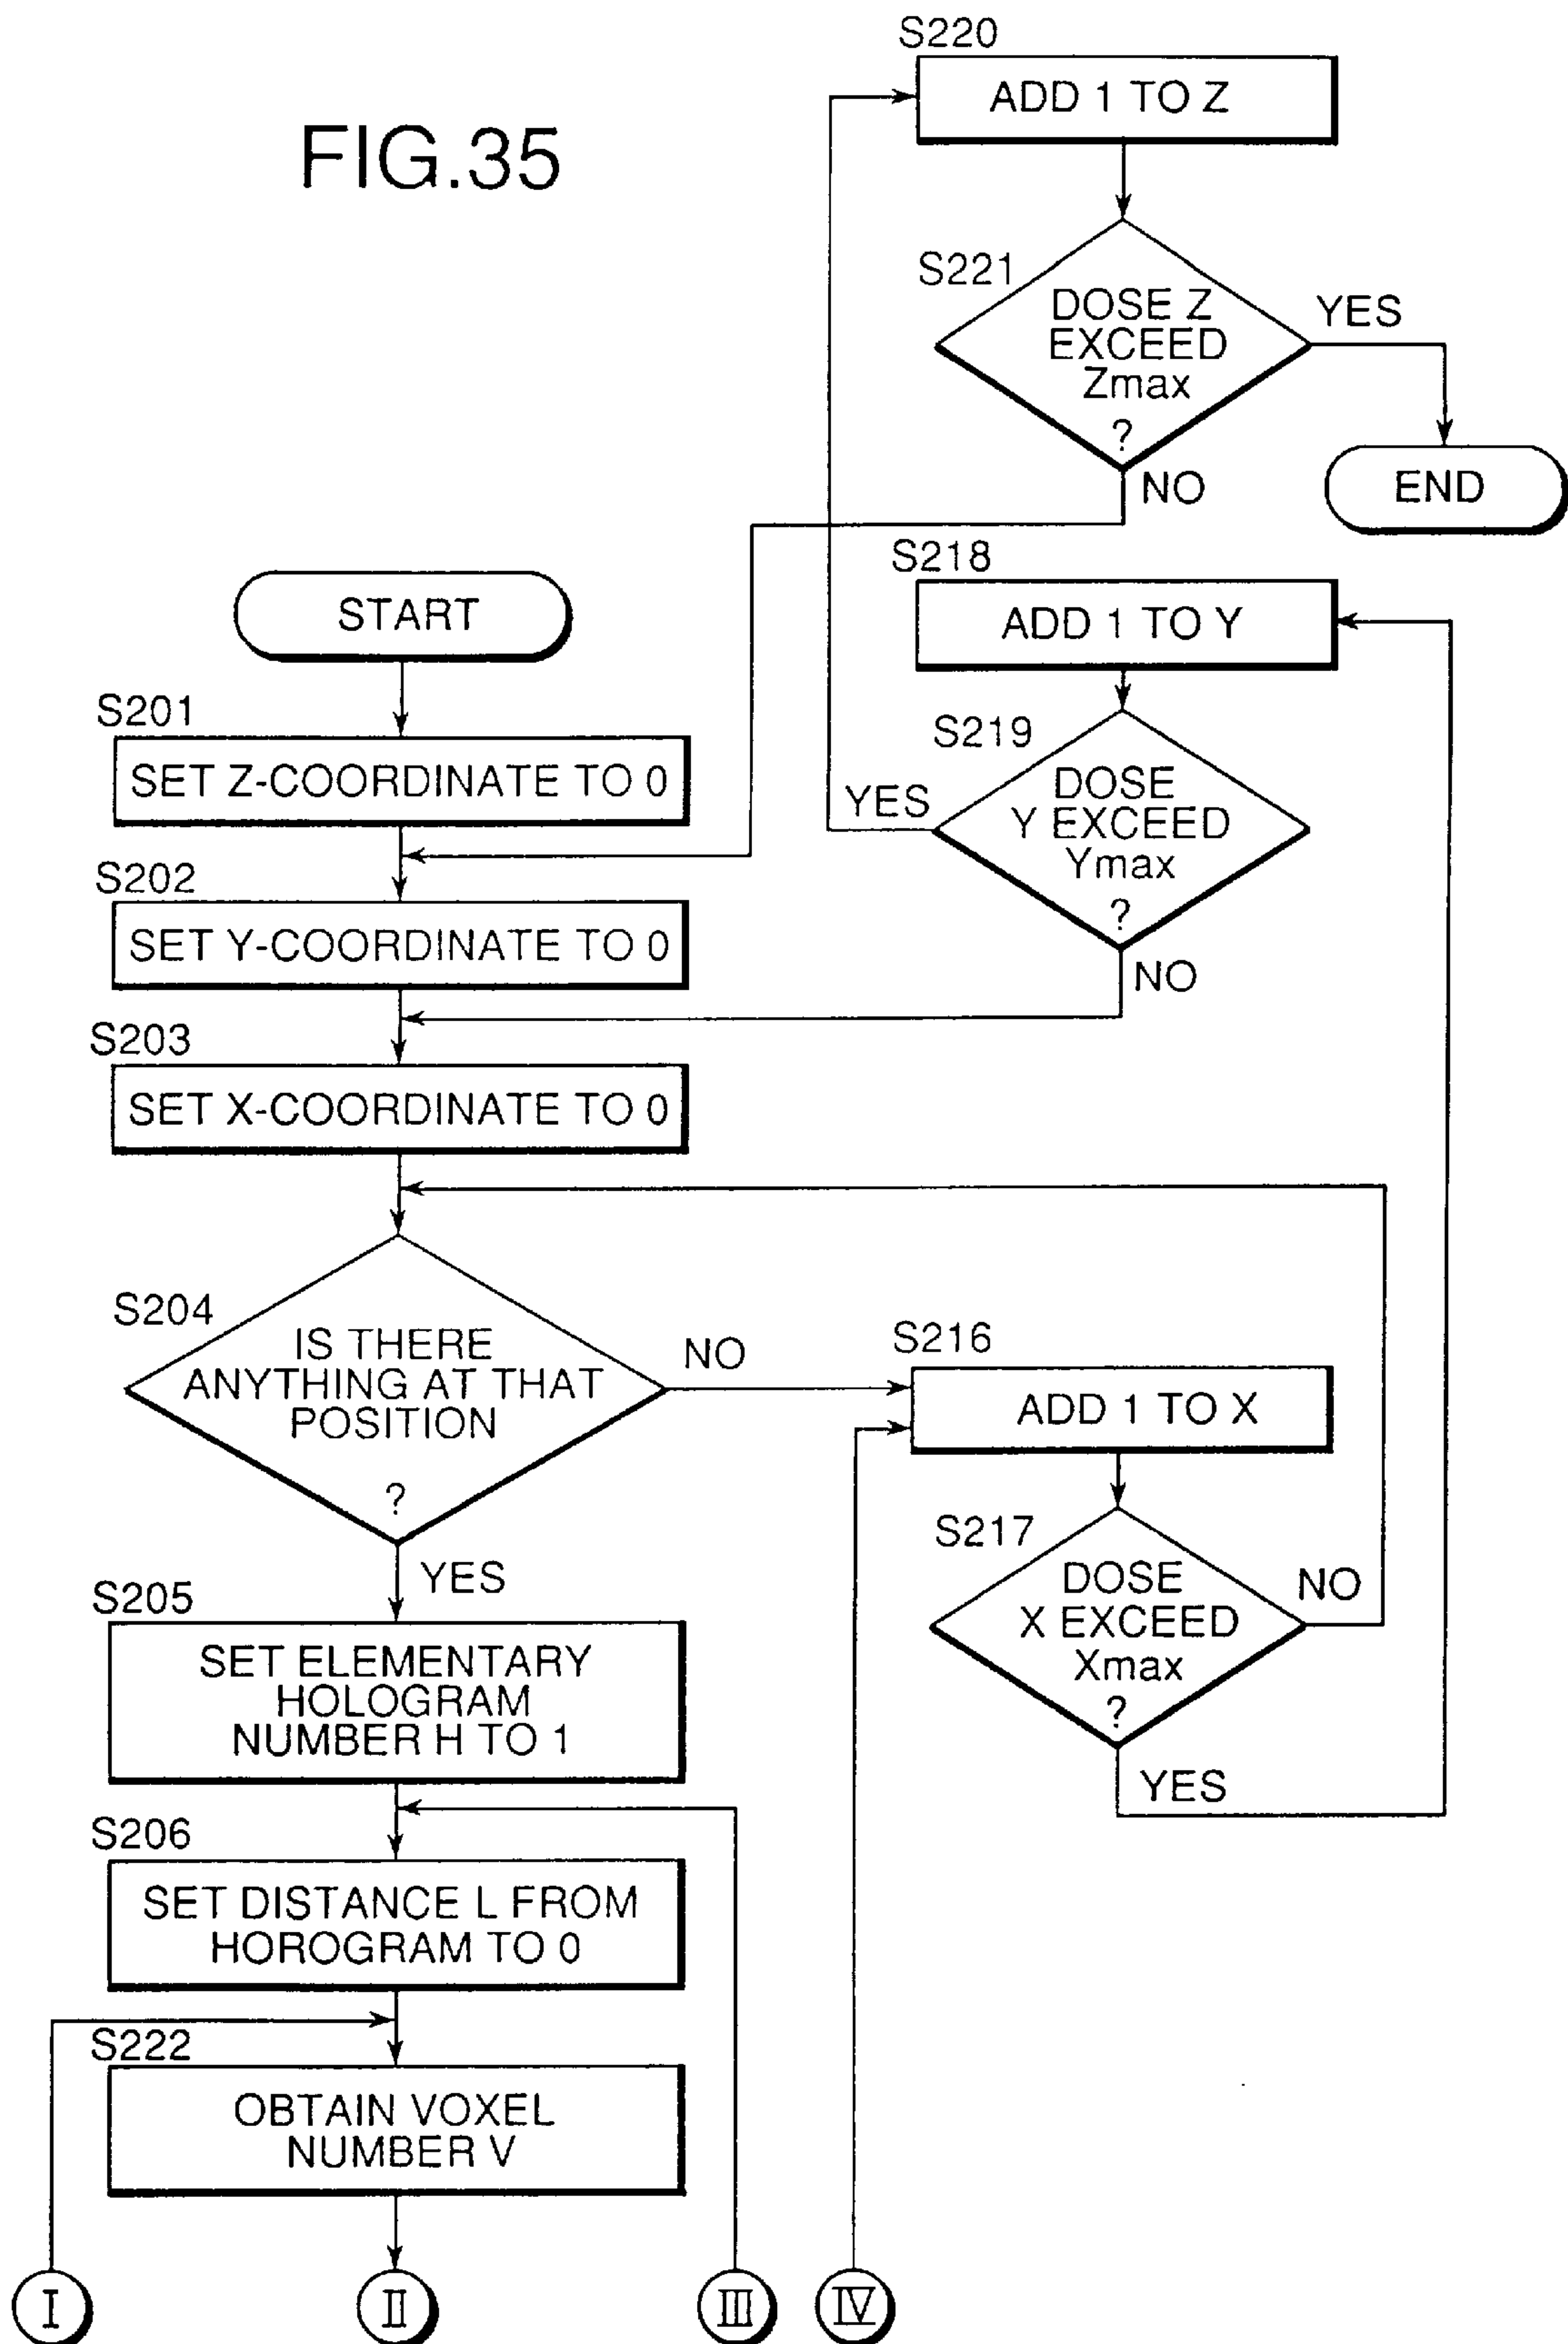 FIG.35
S220
ADD 1 TO Z
S221
DOSE Z
EXCEED
Zmax
?
YES
NO
END
S218
ADD 1 TO Y
S219
DOSE
Y EXCEED
Ymax
?
YES
NO
START
S201
SET Z-COORDINATE TO 0
S202
SET Y-COORDINATE TO 0
S203
SET X-COORDINATE TO 0
S204
IS THERE
ANYTHING AT THAT
POSITION
?
NO
YES
S216
ADD 1 TO X
S217
DOSE
X EXCEED
Xmax
?
NO
YES
S205
SET ELEMENTARY
HOLOGRAM
NUMBER H TO 1
S206
SET DISTANCE L FROM
HOROGRAM TO 0
S222
OBTAIN VOXEL
NUMBER V
I
II
III
IV